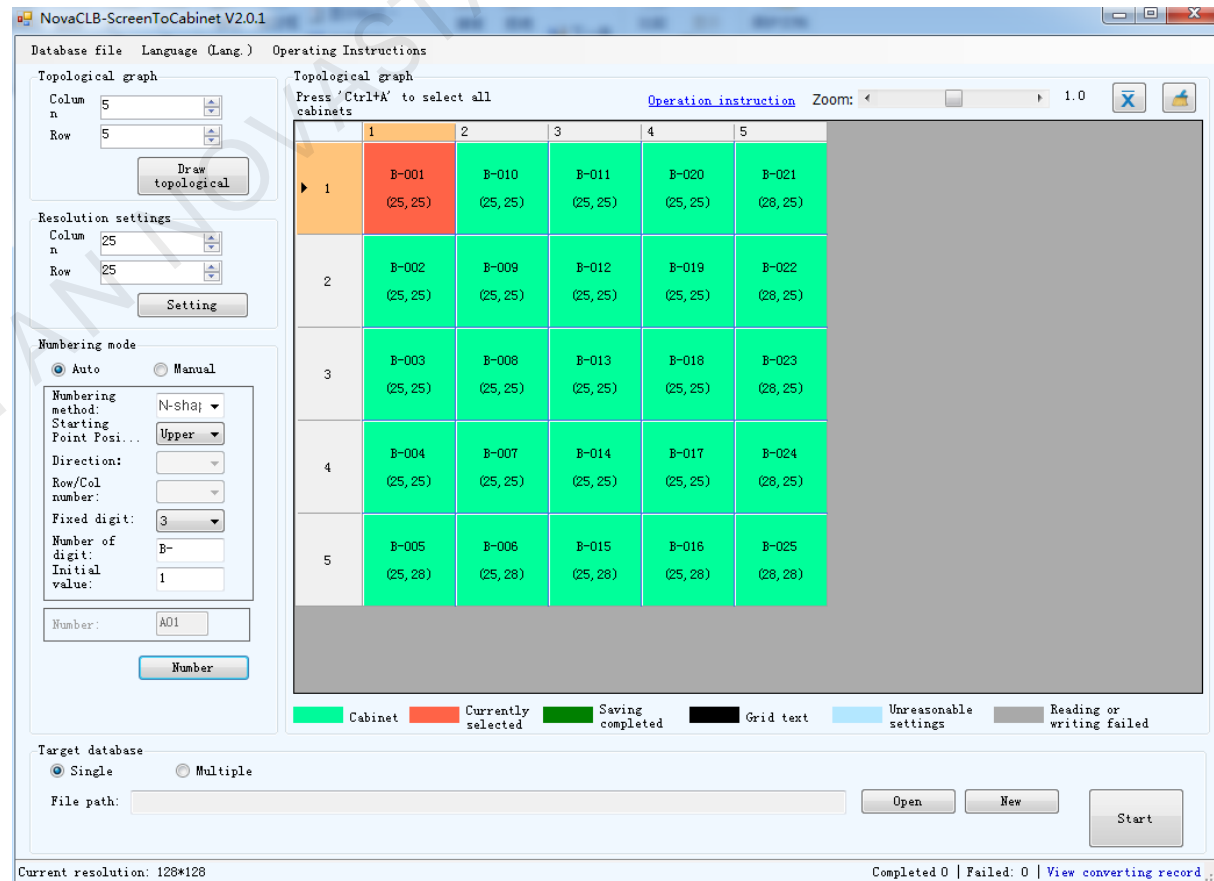 NovaCLB-ScreenToCabinet V2.0.1
Database file Language (Lang.) Operating Instructions
Topological graph
Colum
n
5
Row 5
Draw
topological
Resolution settings
Colum
n
25
Row 25
Setting
Numbering mode
Auto Manual
Numbering
method:
N-shap
Starting
Point Posi...
Upper
Direction:
Row/Col
number:
Fixed digit: 3
Number of
digit:
B-
Initial
value:
1
Number: A01
Number
Topological graph
Press 'Ctrl+A' to select all
cabinets
Operation instruction Zoom: 1.0
1 2 3 4 5
1
B-001 B-010 B-011 B-020 B-021
(25,25) (25,25) (25,25) (25,25) (28,25)
2
B-002 B-009 B-012 B-019 B-022
(25,25) (25,25) (25,25) (25,25) (28,25)
3
B-003 B-008 B-013 B-018 B-023
(25,25) (25,25) (25,25) (25,25) (28,25)
4
B-004 B-007 B-014 B-017 B-024
(25,25) (25,25) (25,25) (25,25) (28,25)
5
B-005 B-006 B-015 B-016 B-025
(25,28) (25,28) (25,28) (25,28) (28,28)
Cabinet
Currently
selected
Saving
completed
Grid text
Unreasonable
settings
Reading or
writing failed
Target database
Single Multiple
File path: Open New
Start
Current resolution: 128*128 Completed 0 | Failed: 0 | View converting record